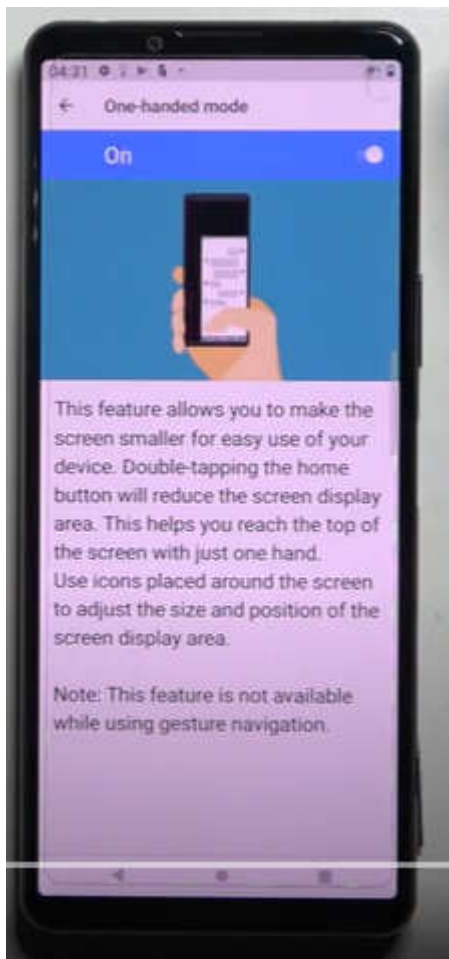 04:31
One-handed mode
On
This feature allows you to make the
screen smaller for easy use of your
device. Double-tapping the home
button will reduce the screen display
area. This helps you reach the top of
the screen with just one hand.
Use icons placed around the screen
to adjust the size and position of the
screen display area.
Note: This feature is not available
while using gesture navigation.